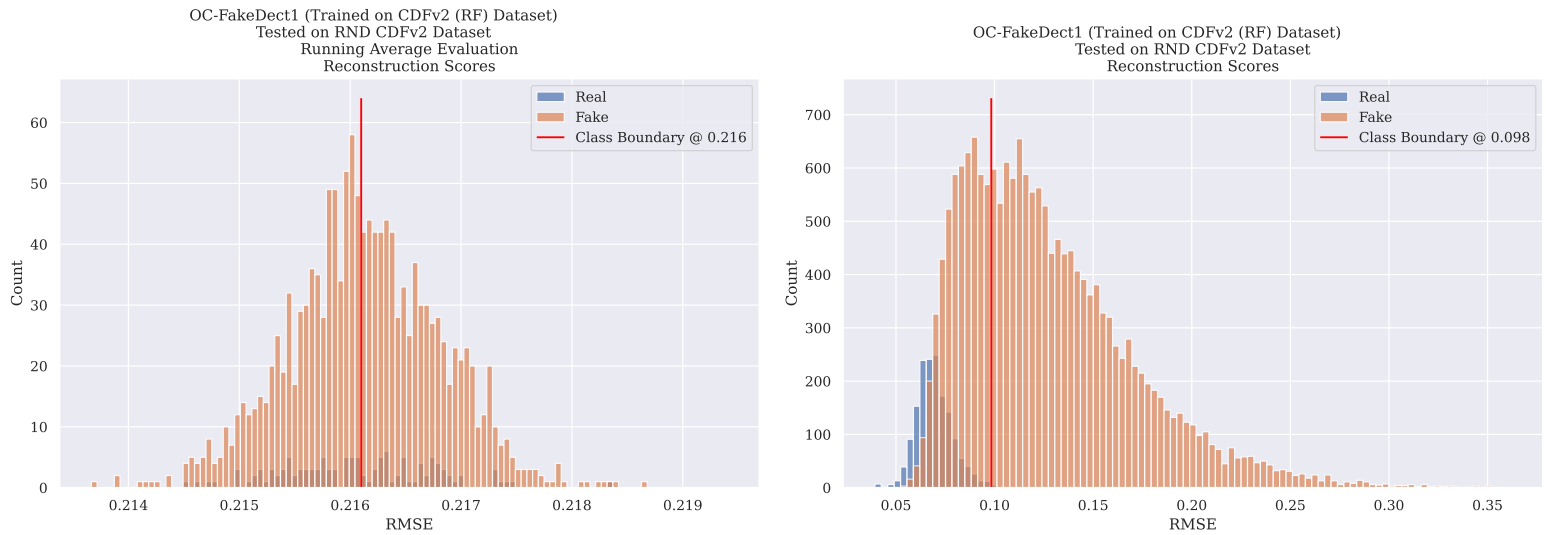 OC-FakeDect1 (Trained on CDFv2 (RF) Dataset)
Tested on RND CDFv2 Dataset
Running Average Evaluation
Reconstruction Scores
Real
Fake
Class Boundary @ 0.216
60
50
40
30
20
10
0
Count
0.214
0.215
0.216
0.217
0.218
0.219
RMSE
OC-FakeDect1 (Trained on CDFv2 (RF) Dataset)
Tested on RND CDFv2 Dataset
Reconstruction Scores
Real
Fake
Class Boundary @ 0.098
700
600
500
400
300
200
100
0
Count
0.05
0.10
0.15
0.20
0.25
0.30
0.35
RMSE